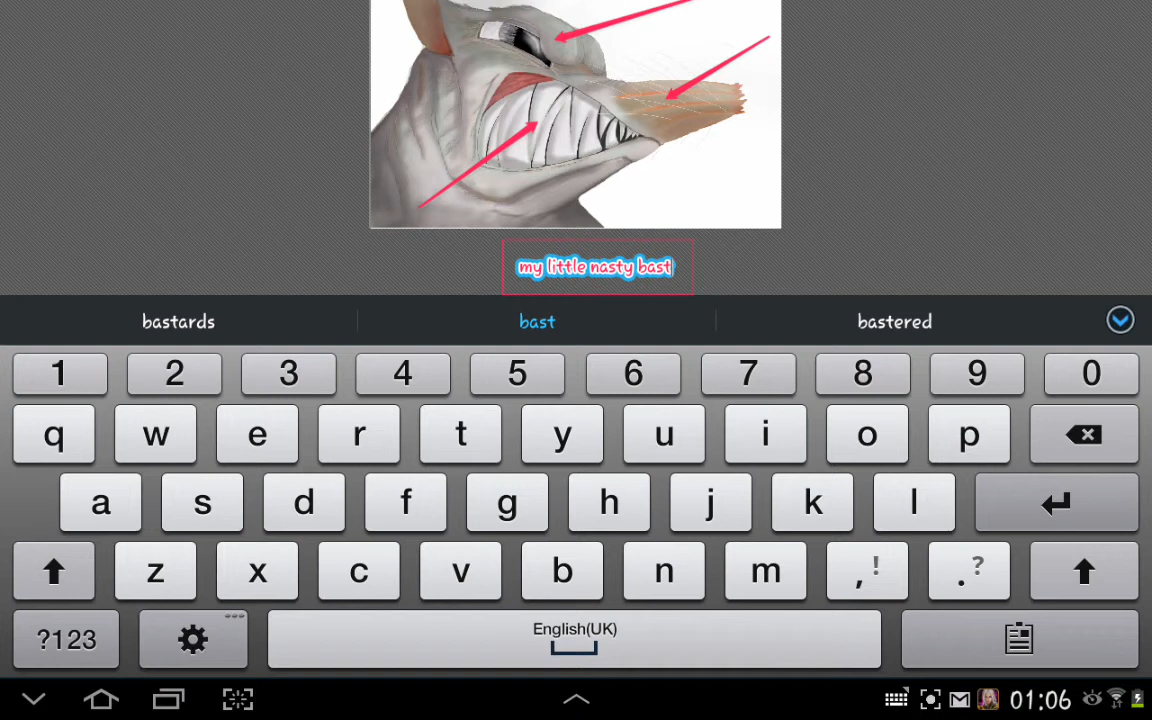 my little nasty bast
bastards bast bastered
1 2 3 4 5 6 7 8 9 0
q w e r t y u i o p
a s d f g h j k l
z x c v b n m , ! . ?
?123 English(UK)
01:06